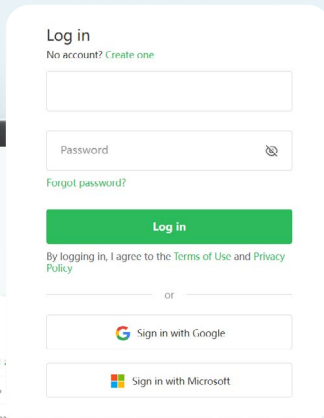 Log in
No account? Create one
Password
Forgot password?
Log in
By logging in, I agree to the Terms of Use and Privacy
Policy
or
Sign in with Google
Sign in with Microsoft